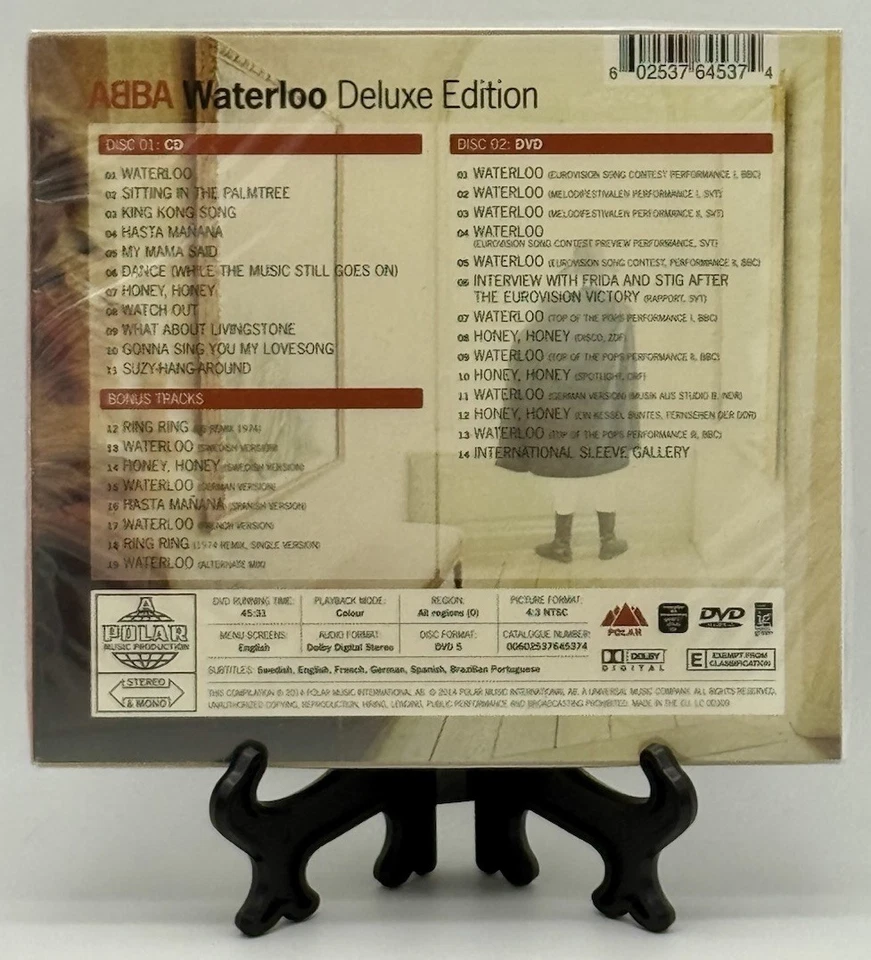 6 02537 64537 4
ABBA Waterloo Deluxe Edition
DISC 01: CD
01 WATERLOO
02 SITTING IN THE PALMTREE
03 KING KONG SONG
04 HASTA MAÑANA
05 MY MAMA SAID
06 DANCE (WHILE THE MUSIC STILL GOES ON)
07 HONEY, HONEY
08 WATCH OUT
09 WHAT ABOUT LIVINGSTONE
10 GONNA SING YOU MY LOVESONG
11 SUZY-HANG-AROUND
BONUS TRACKS
12 RING RING (US REMIX 1974)
13 WATERLOO (SWEDISH VERSION)
14 HONEY, HONEY (SWEDISH VERSION)
15 WATERLOO (GERMAN VERSION)
16 HASTA MAÑANA (SPANISH VERSION)
17 WATERLOO (FRENCH VERSION)
18 RING RING (1974 REMIX, SINGLE VERSION)
19 WATERLOO (ALTERNATE MIX)
DISC 02: DVD
01 WATERLOO (EUROVISION SONG CONTEST PERFORMANCE I, BBC)
02 WATERLOO (MELODIFESTIVALEN PERFORMANCE I, SVT)
03 WATERLOO (MELODIFESTIVALEN PERFORMANCE II, SVT)
04 WATERLOO
(EUROVISION SONG CONTEST PREVIEW PERFORMANCE, SVT)
05 WATERLOO (EUROVISION SONG CONTEST, PERFORMANCE II, BBC)
06 INTERVIEW WITH FRIDA AND STIG AFTER
THE EUROVISION VICTORY (RAPPORT, SVT)
07 WATERLOO (TOP OF THE POPS PERFORMANCE I, BBC)
08 HONEY, HONEY (DISCO, ZDF)
09 WATERLOO (TOP OF THE POPS PERFORMANCE II, BBC)
10 HONEY, HONEY (SPOTLIGHT, ORF)
11 WATERLOO (GERMAN VERSION) (MUSIK AUS STUDIO B, NDR)
12 HONEY, HONEY (EIN KESSEL BUNTES, FERNSEHEN DER DDR)
13 WATERLOO (TOP OF THE POPS PERFORMANCE III, BBC)
14 INTERNATIONAL SLEEVE GALLERY
A
POLAR
MUSIC PRODUCTION
STEREO
& MONO
DVD RUNNING TIME:
45:31
PLAYBACK MODE:
Colour
REGION:
All regions (0)
PICTURE FORMAT:
4:3 NTSC
MENU SCREENS:
English
AUDIO FORMAT:
Dolby Digital Stereo
DISC FORMAT:
DVD 5
CATALOGUE NUMBER:
00602537645374
SUBTITLES: Swedish, English, French, German, Spanish, Brazilian Portuguese
POLAR
DVD
DOLBY
DIGITAL
E EXEMPT FROM
CLASSIFICATION
THIS COMPILATION ℗ 2014 POLAR MUSIC INTERNATIONAL AB. © 2014 POLAR MUSIC INTERNATIONAL AB. A UNIVERSAL MUSIC COMPANY. ALL RIGHTS RESERVED.
UNAUTHORIZED COPYING, REPRODUCTION, HIRING, LENDING, PUBLIC PERFORMANCE AND BROADCASTING PROHIBITED. MADE IN THE EU. LC 00309